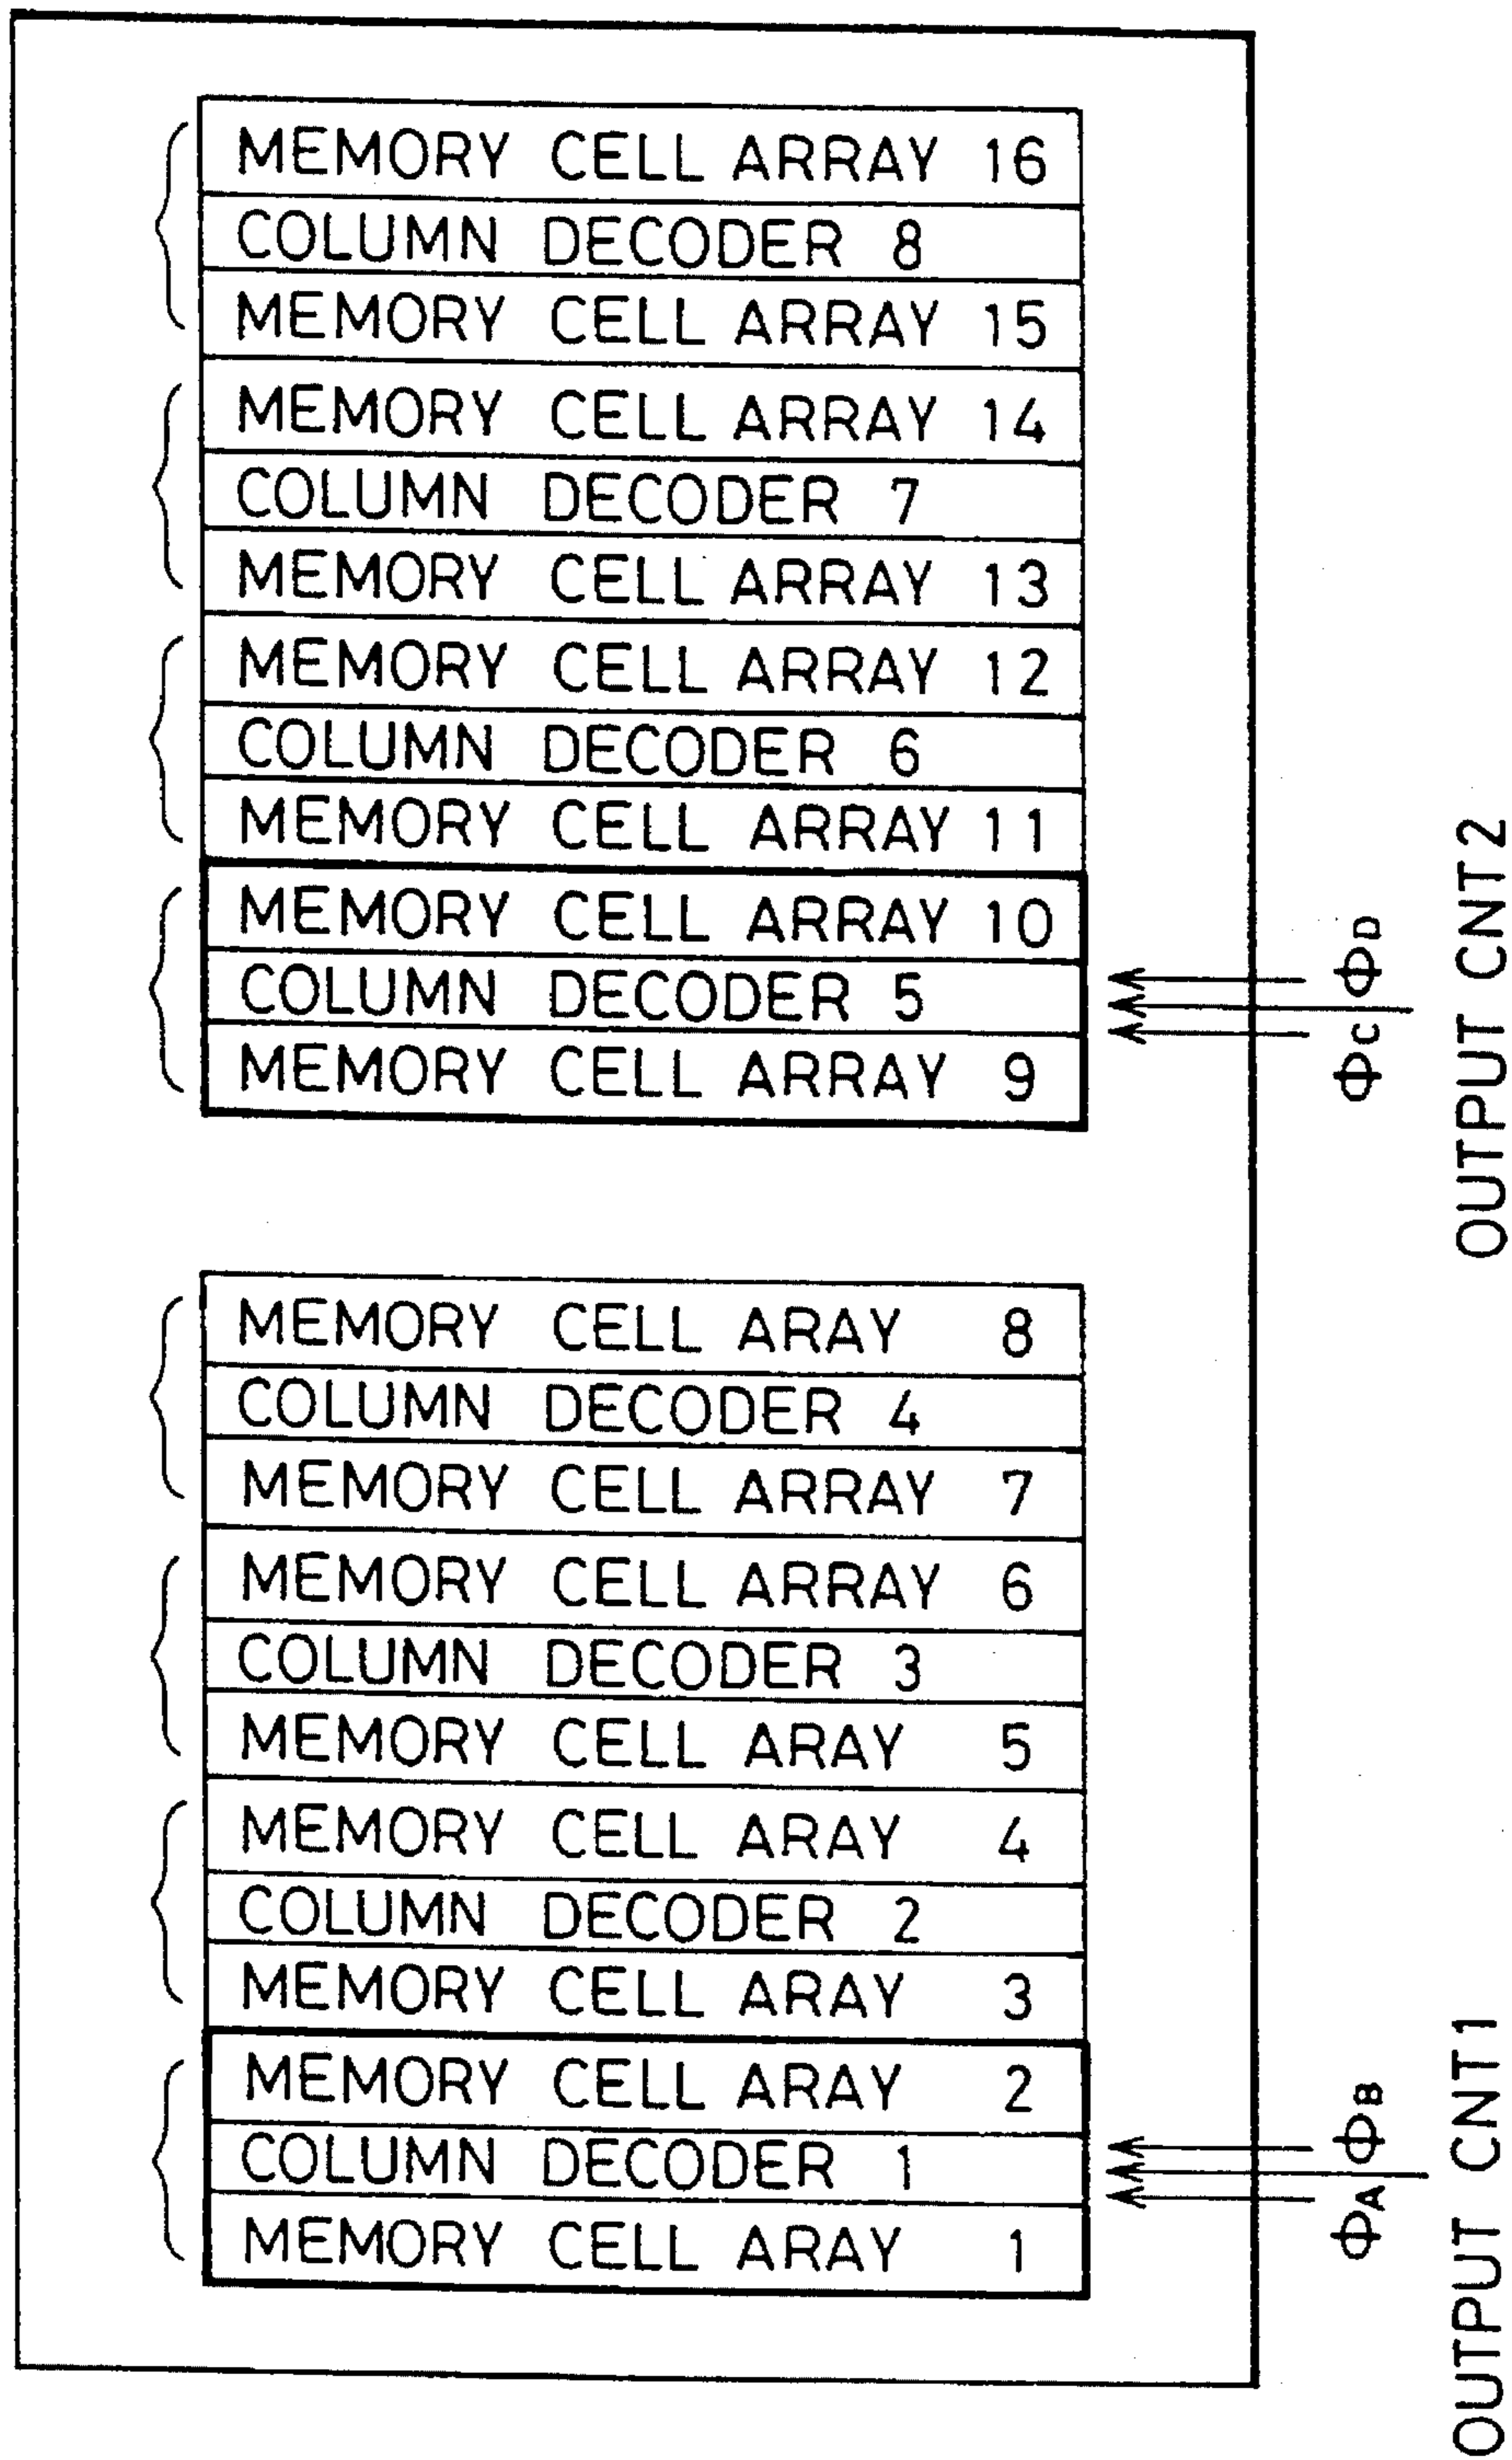 MEMORY CELL ARRAY 16
COLUMN DECODER 8
MEMORY CELL ARRAY 15
MEMORY CELL ARRAY 14
COLUMN DECODER 7
MEMORY CELL ARRAY 13
MEMORY CELL ARRAY 12
COLUMN DECODER 6
MEMORY CELL ARRAY 11
MEMORY CELL ARRAY 10
COLUMN DECODER 5
MEMORY CELL ARRAY 9
ΦD
ΦC
OUTPUT CNT2
MEMORY CELL ARAY 8
COLUMN DECODER 4
MEMORY CELL ARRAY 7
MEMORY CELL ARRAY 6
COLUMN DECODER 3
MEMORY CELL ARAY 5
MEMORY CELL ARAY 4
COLUMN DECODER 2
MEMORY CELL ARAY 3
MEMORY CELL ARAY 2
COLUMN DECODER 1
MEMORY CELL ARAY 1
ΦB
ΦA
OUTPUT CNT1